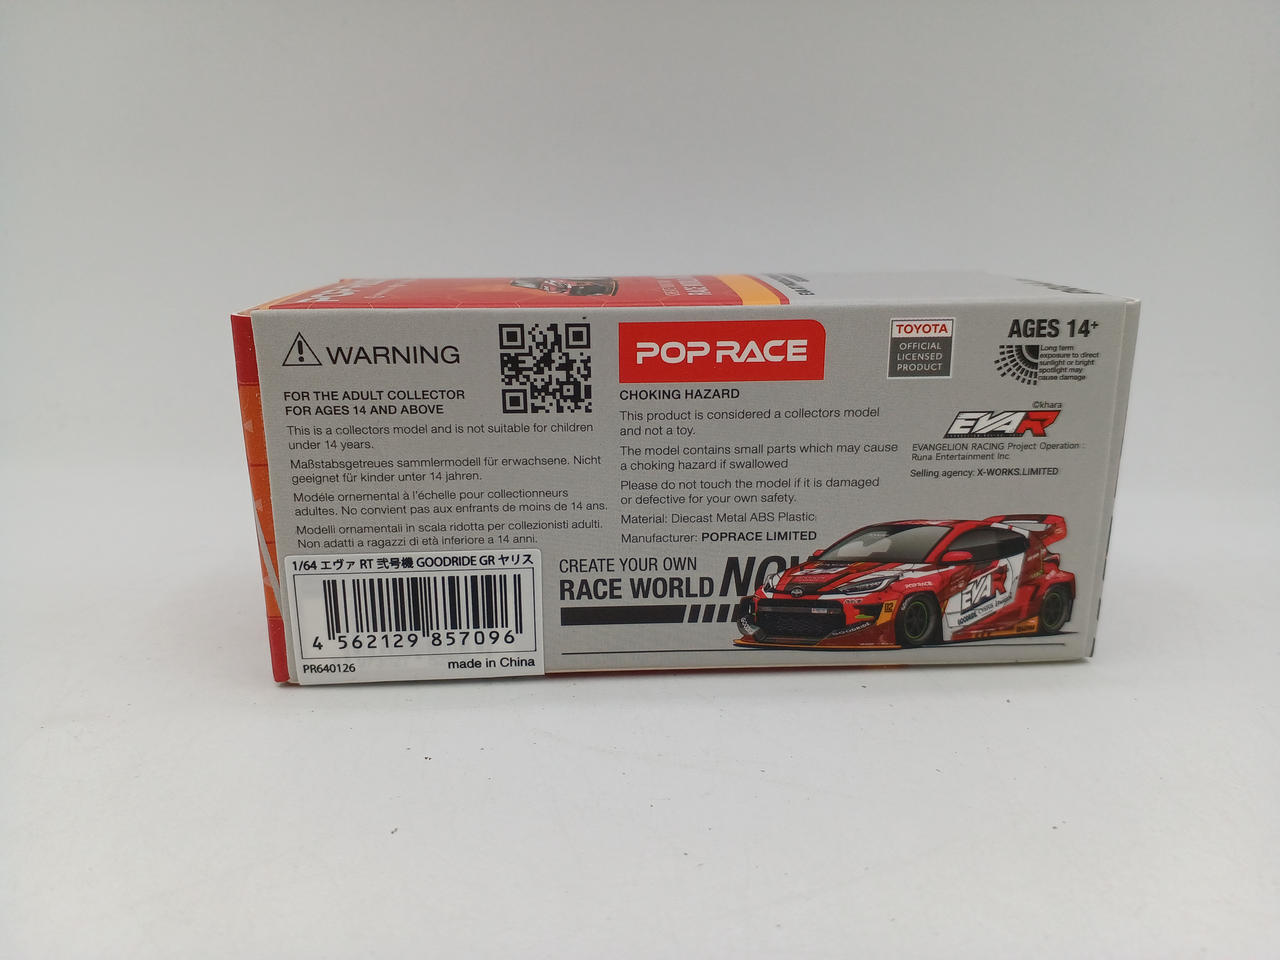 WARNING
FOR THE ADULT COLLECTOR
FOR AGES 14 AND ABOVE
This is a collectors model and is not suitable for children
under 14 years.
Maßstabsgetreues sammlermodell für erwachsene. Nicht
geeignet für kinder unter 14 jahren.
Modéle ornemental à l'échelle pour collectionneurs
adultes. No convient pas aux enfrants de moins de 14 ans.
Modelli ornamentali in scala ridotta per collezionisti adulti.
Non adatti a ragazzi di età inferiore a 14 anni.
1/64 エヴァ RT 弐号機 GOODRIDE GR ヤリス
4 562129 857096
PR640126
made in China
POP RACE
CHOKING HAZARD
This product is considered a collectors model
and not a toy.
The model contains small parts which may cause
a choking hazard if swallowed
Please do not touch the model if it is damaged
or defective for your own safety.
Material: Diecast Metal ABS Plastic
Manufacturer: POPRACE LIMITED
CREATE YOUR OWN
RACE WORLD NOW
TOYOTA
OFFICIAL
LICENSED
PRODUCT
AGES 14+
Long term
exposure to direct
sunlight or bright
spotlight may
cause damage
©khara
EVAR
EVANGELION RACING Project Operation:
Runa Entertainment Inc.
Selling agency: X-WORKS.LIMITED
POP RACE
EVAR
GOODRIDE
02
GOODRIDE